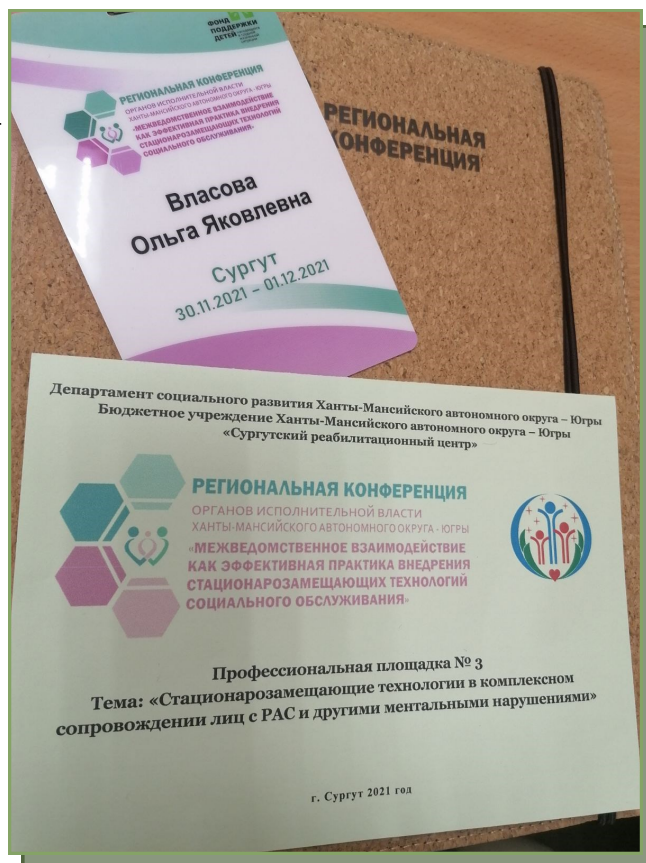 ФОНД
ПОДДЕРЖКИ
ДЕТЕЙ
РЕГИОНАЛЬНАЯ КОНФЕРЕНЦИЯ
ОРГАНОВ ИСПОЛНИТЕЛЬНОЙ ВЛАСТИ
ХАНТЫ-МАНСИЙСКОГО АВТОНОМНОГО ОКРУГА - ЮГРЫ
«МЕЖВЕДОМСТВЕННОЕ ВЗАИМОДЕЙСТВИЕ
КАК ЭФФЕКТИВНАЯ ПРАКТИКА ВНЕДРЕНИЯ
СТАЦИОНАРОЗАМЕЩАЮЩИХ ТЕХНОЛОГИЙ
СОЦИАЛЬНОГО ОБСЛУЖИВАНИЯ»
Власова
Ольга Яковлевна
Сургут
30.11.2021 – 01.12.2021
РЕГИОНАЛЬНАЯ
КОНФЕРЕНЦИЯ
Департамент социального развития Ханты-Мансийского автономного округа – Югры
Бюджетное учреждение Ханты-Мансийского автономного округа – Югры
«Сургутский реабилитационный центр»
РЕГИОНАЛЬНАЯ КОНФЕРЕНЦИЯ
ОРГАНОВ ИСПОЛНИТЕЛЬНОЙ ВЛАСТИ
ХАНТЫ-МАНСИЙСКОГО АВТОНОМНОГО ОКРУГА - ЮГРЫ
«МЕЖВЕДОМСТВЕННОЕ ВЗАИМОДЕЙСТВИЕ
КАК ЭФФЕКТИВНАЯ ПРАКТИКА ВНЕДРЕНИЯ
СТАЦИОНАРОЗАМЕЩАЮЩИХ ТЕХНОЛОГИЙ
СОЦИАЛЬНОГО ОБСЛУЖИВАНИЯ»
Профессиональная площадка № 3
Тема: «Стационарозамещающие технологии в комплексном
сопровождении лиц с РАС и другими ментальными нарушениями»
г. Сургут 2021 год